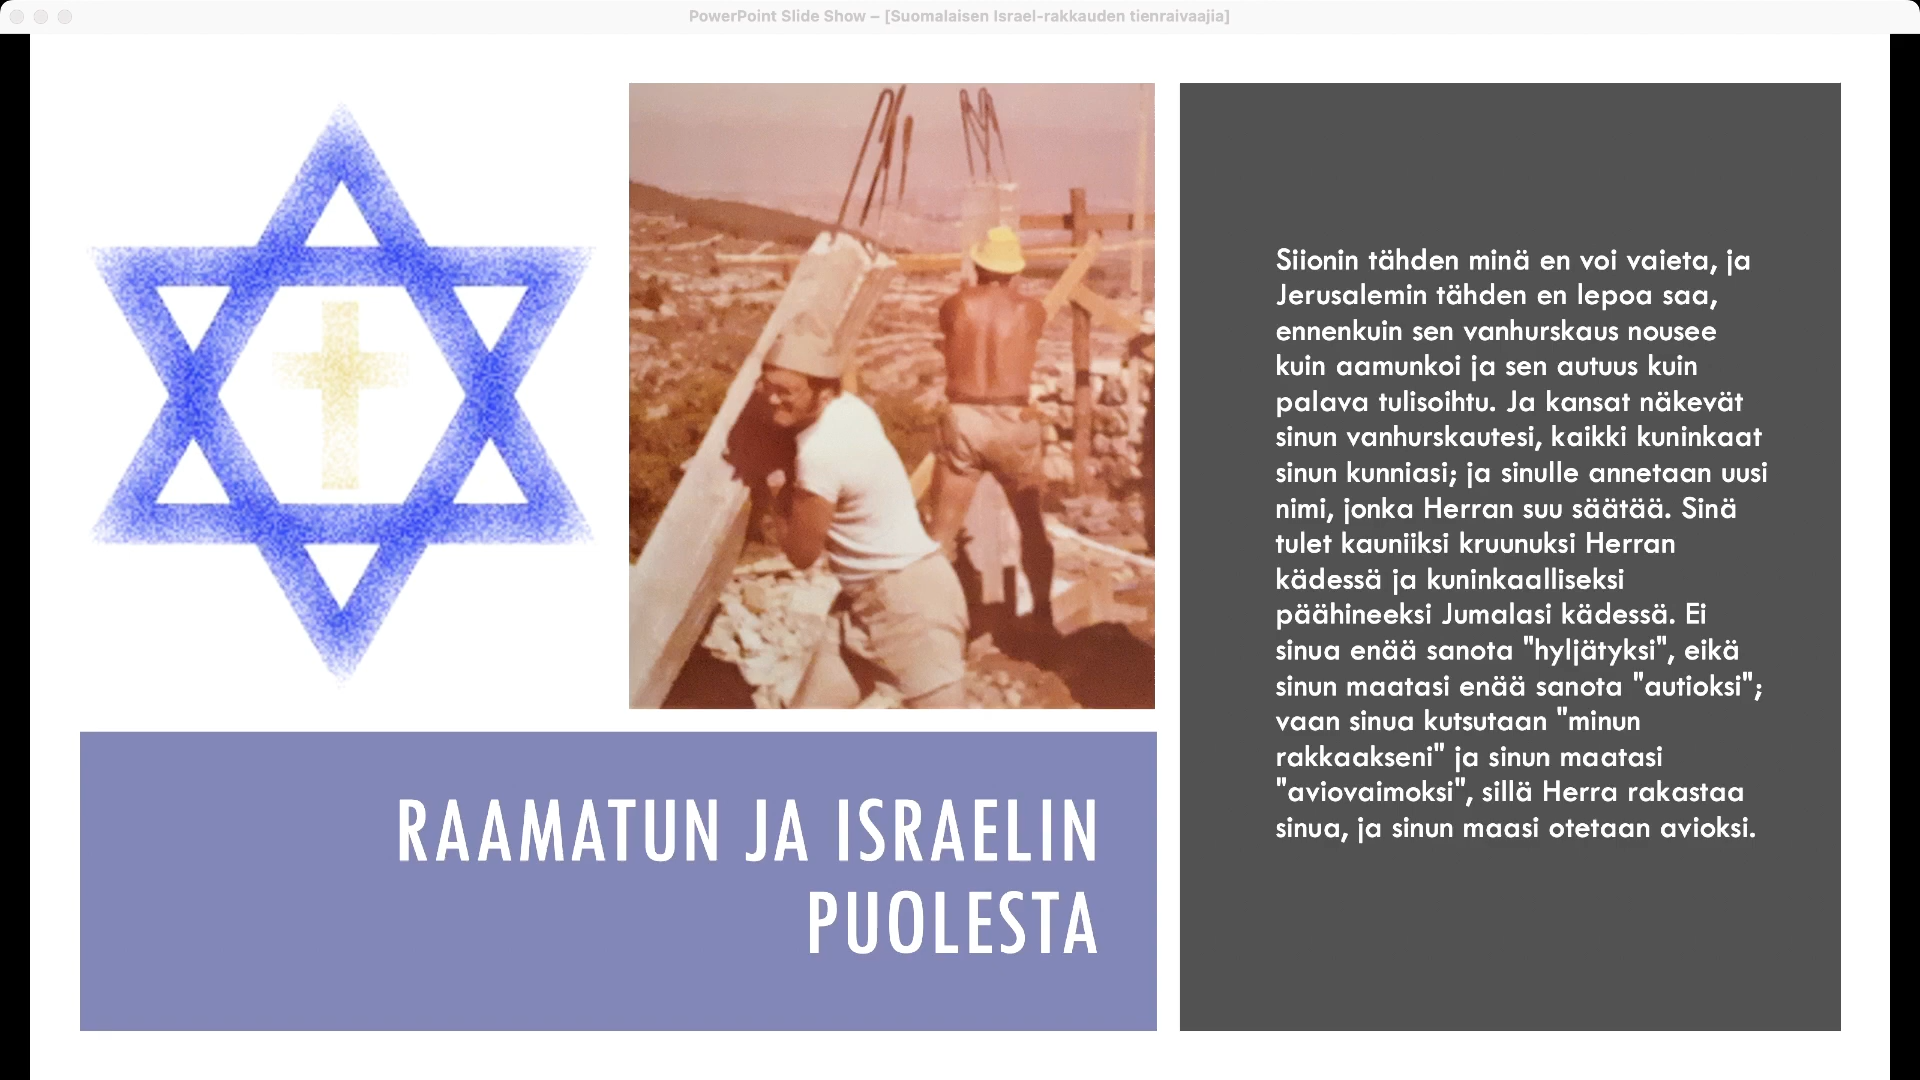 PowerPoint Slide Show – [Suomalaisen Israel-rakkauden tienraivaajia]
RAAMATUN JA ISRAELIN
PUOLESTA
Siionin tähden minä en voi vaieta, ja
Jerusalemin tähden en lepoa saa,
ennenkuin sen vanhurskaus nousee
kuin aamunkoi ja sen autuus kuin
palava tulisoihtu. Ja kansat näkevät
sinun vanhurskautesi, kaikki kuninkaat
sinun kunniasi; ja sinulle annetaan uusi
nimi, jonka Herran suu säätää. Sinä
tulet kauniiksi kruunuksi Herran
kädessä ja kuninkaalliseksi
päähineeksi Jumalasi kädessä. Ei
sinua enää sanota "hyljätyksi", eikä
sinun maatasi enää sanota "autioksi";
vaan sinua kutsutaan "minun
rakkaakseni" ja sinun maatasi
"aviovaimoksi", sillä Herra rakastaa
sinua, ja sinun maasi otetaan avioksi.